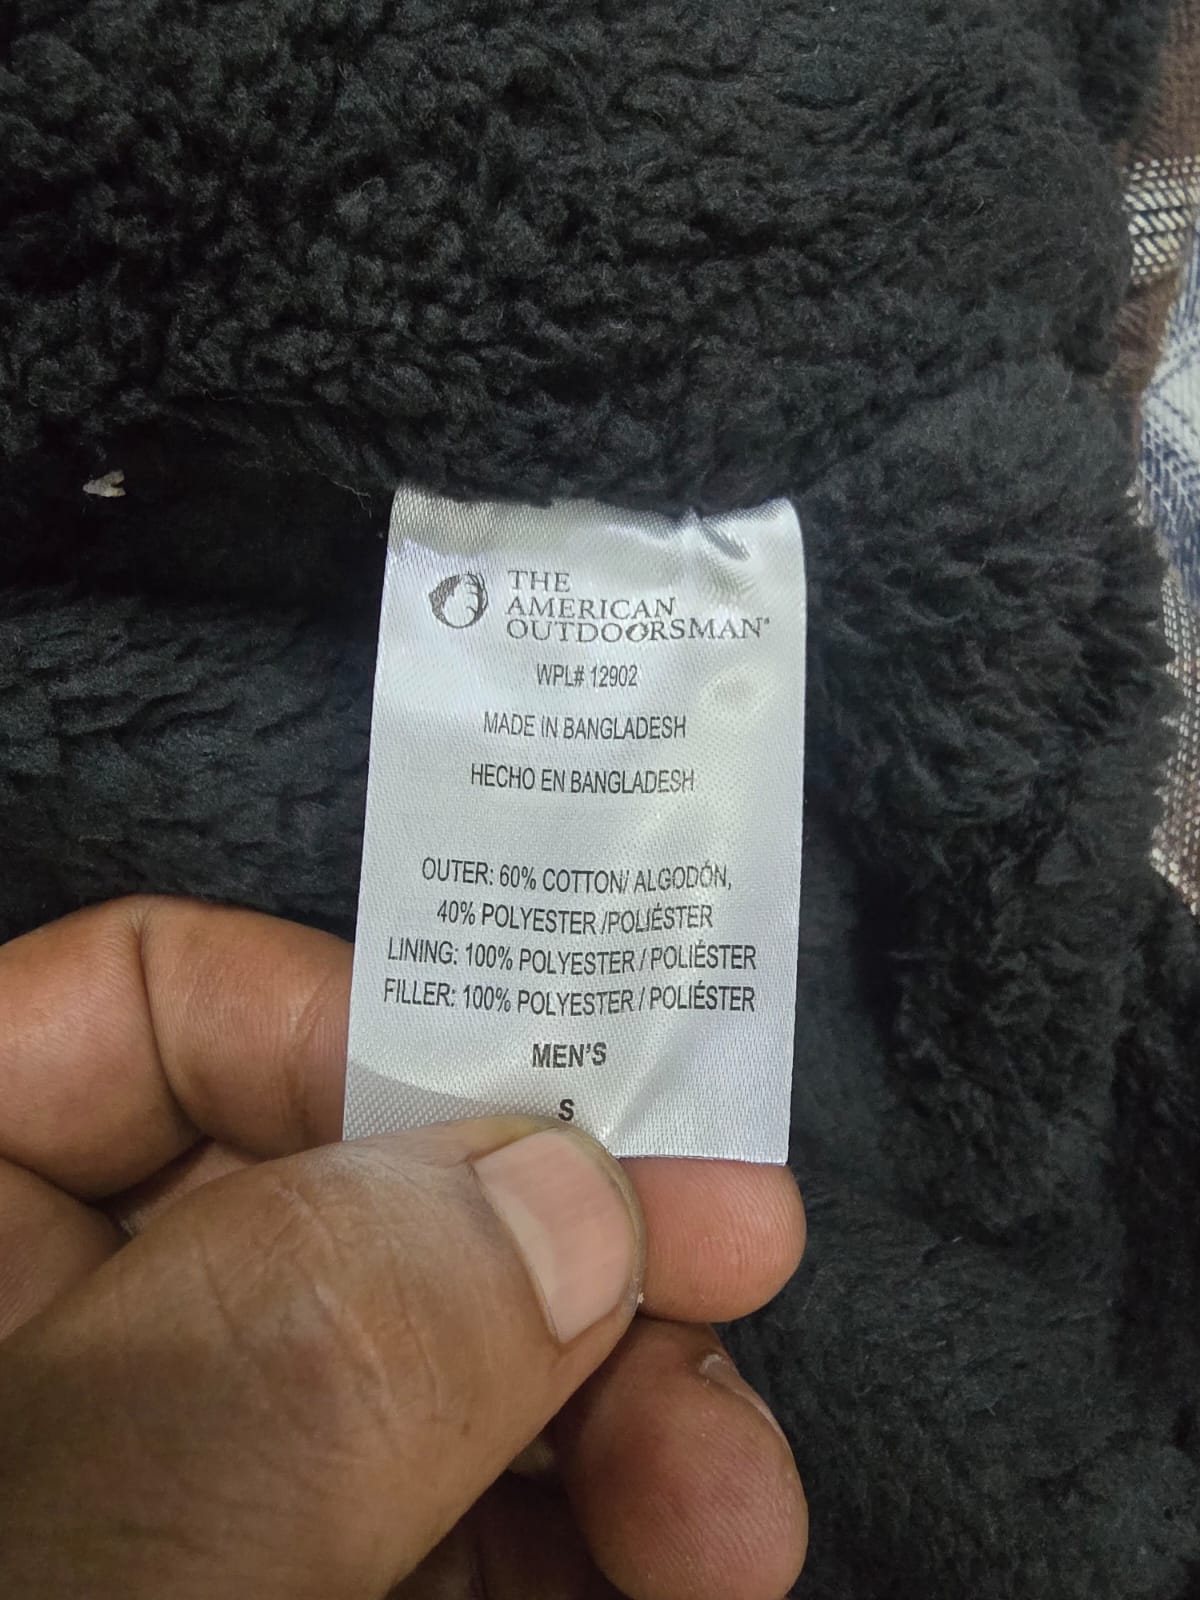 THE
AMERICAN
OUTDOORSMAN®
WPL# 12902
MADE IN BANGLADESH
HECHO EN BANGLADESH
OUTER: 60% COTTON/ ALGODÓN,
40% POLYESTER /POLIÉSTER
LINING: 100% POLYESTER / POLIÉSTER
FILLER: 100% POLYESTER / POLIÉSTER
MEN'S
S